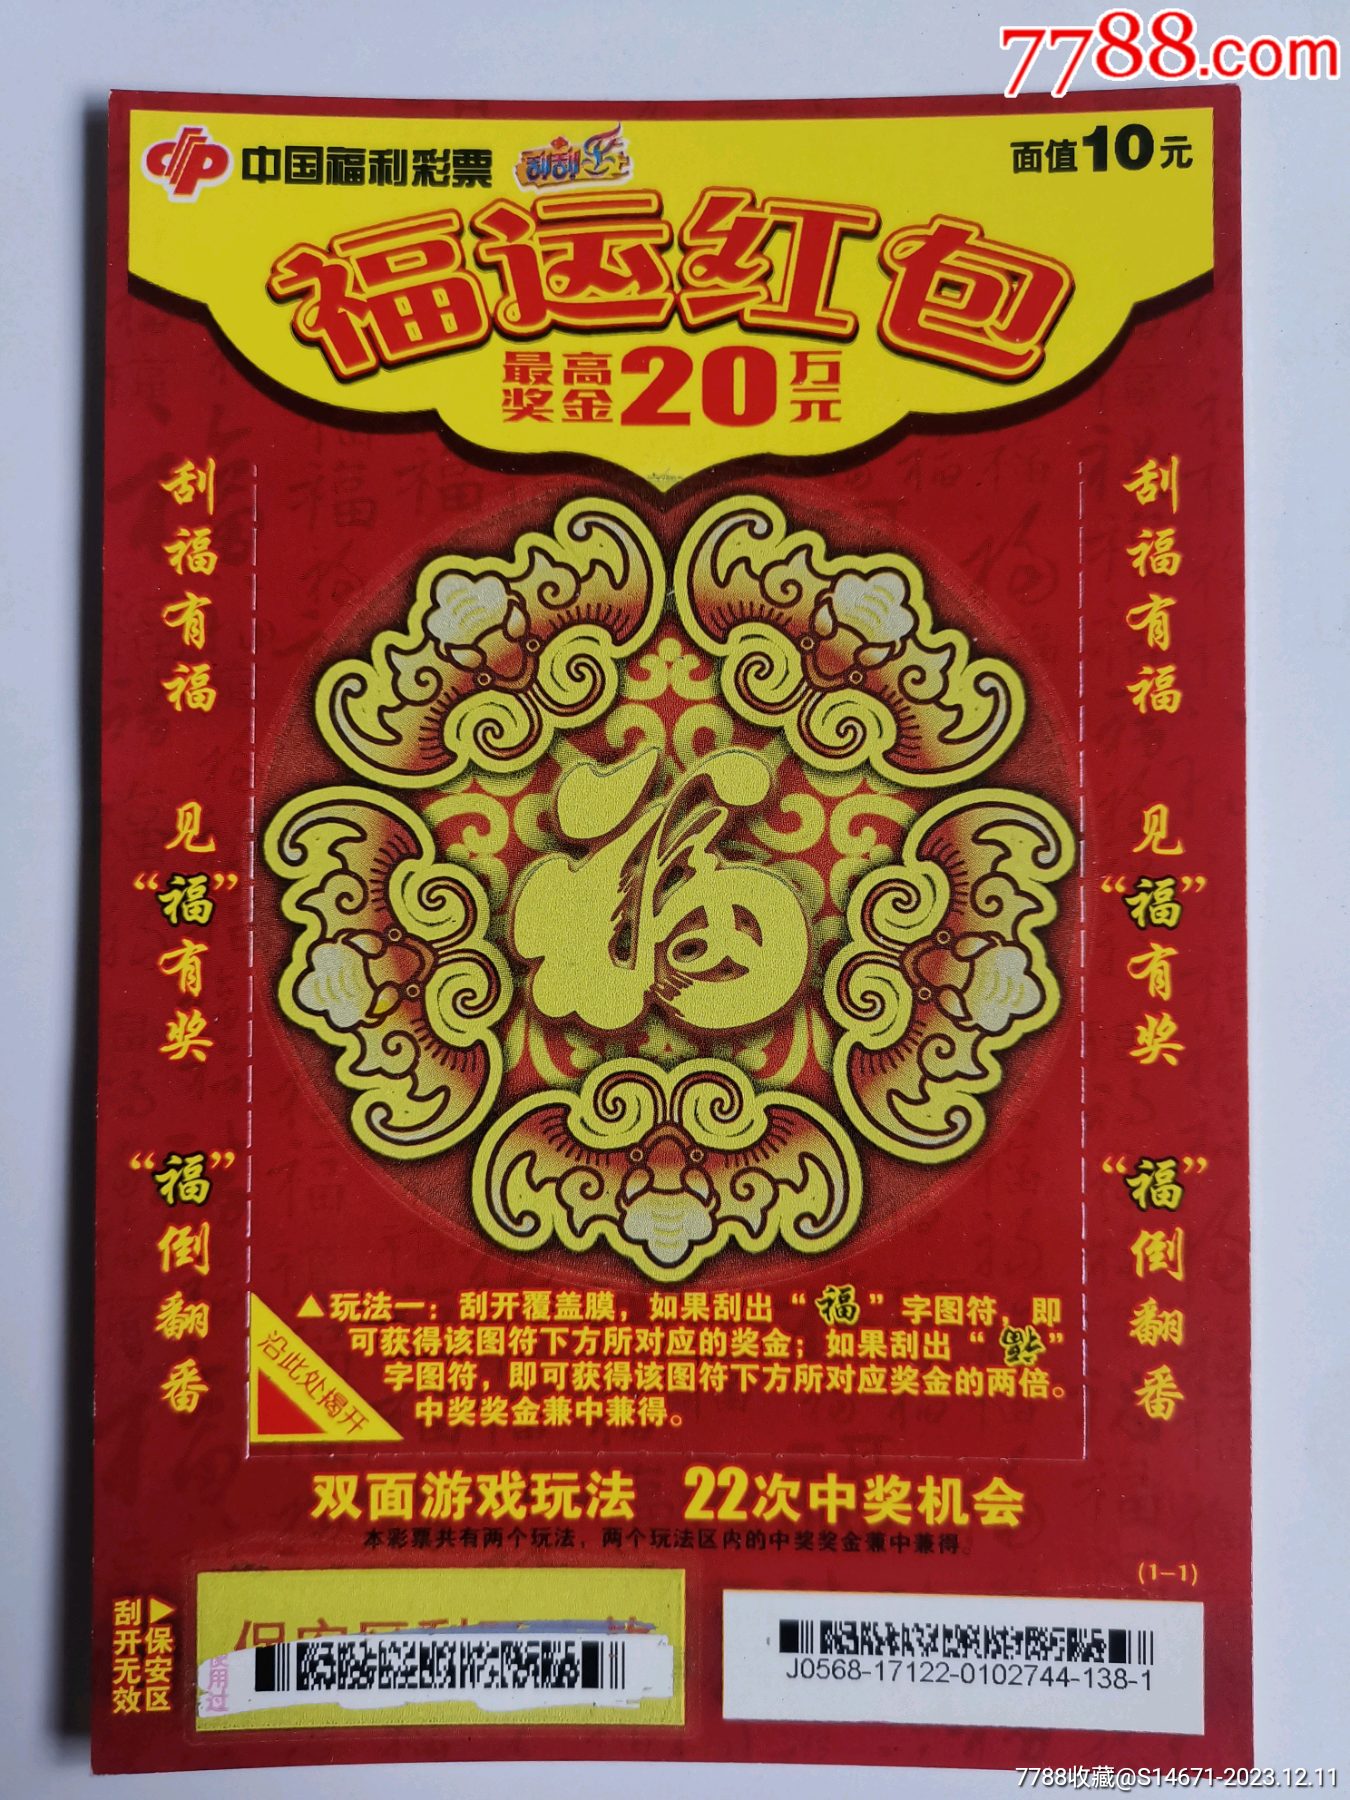 7788.com
中国福利彩票 刮刮乐
面值10元
福运红包
最高奖金20万元
刮福有福 见“福”有奖 “福”倒翻番
刮福有福 见“福”有奖 “福”倒翻番
福
▲玩法一：刮开覆盖膜，如果刮出“福”字图符，即
可获得该图符下方所对应的奖金；如果刮出“福”
字图符，即可获得该图符下方所对应奖金的两倍。
中奖奖金兼中兼得。
沿此处揭开
双面游戏玩法 22次中奖机会
本彩票共有两个玩法，两个玩法区内的中奖奖金兼中兼得。
(1-1)
▶保安区
刮开无效
J0568-17122-0102744-138-1
7788收藏@S14671-2023.12.11